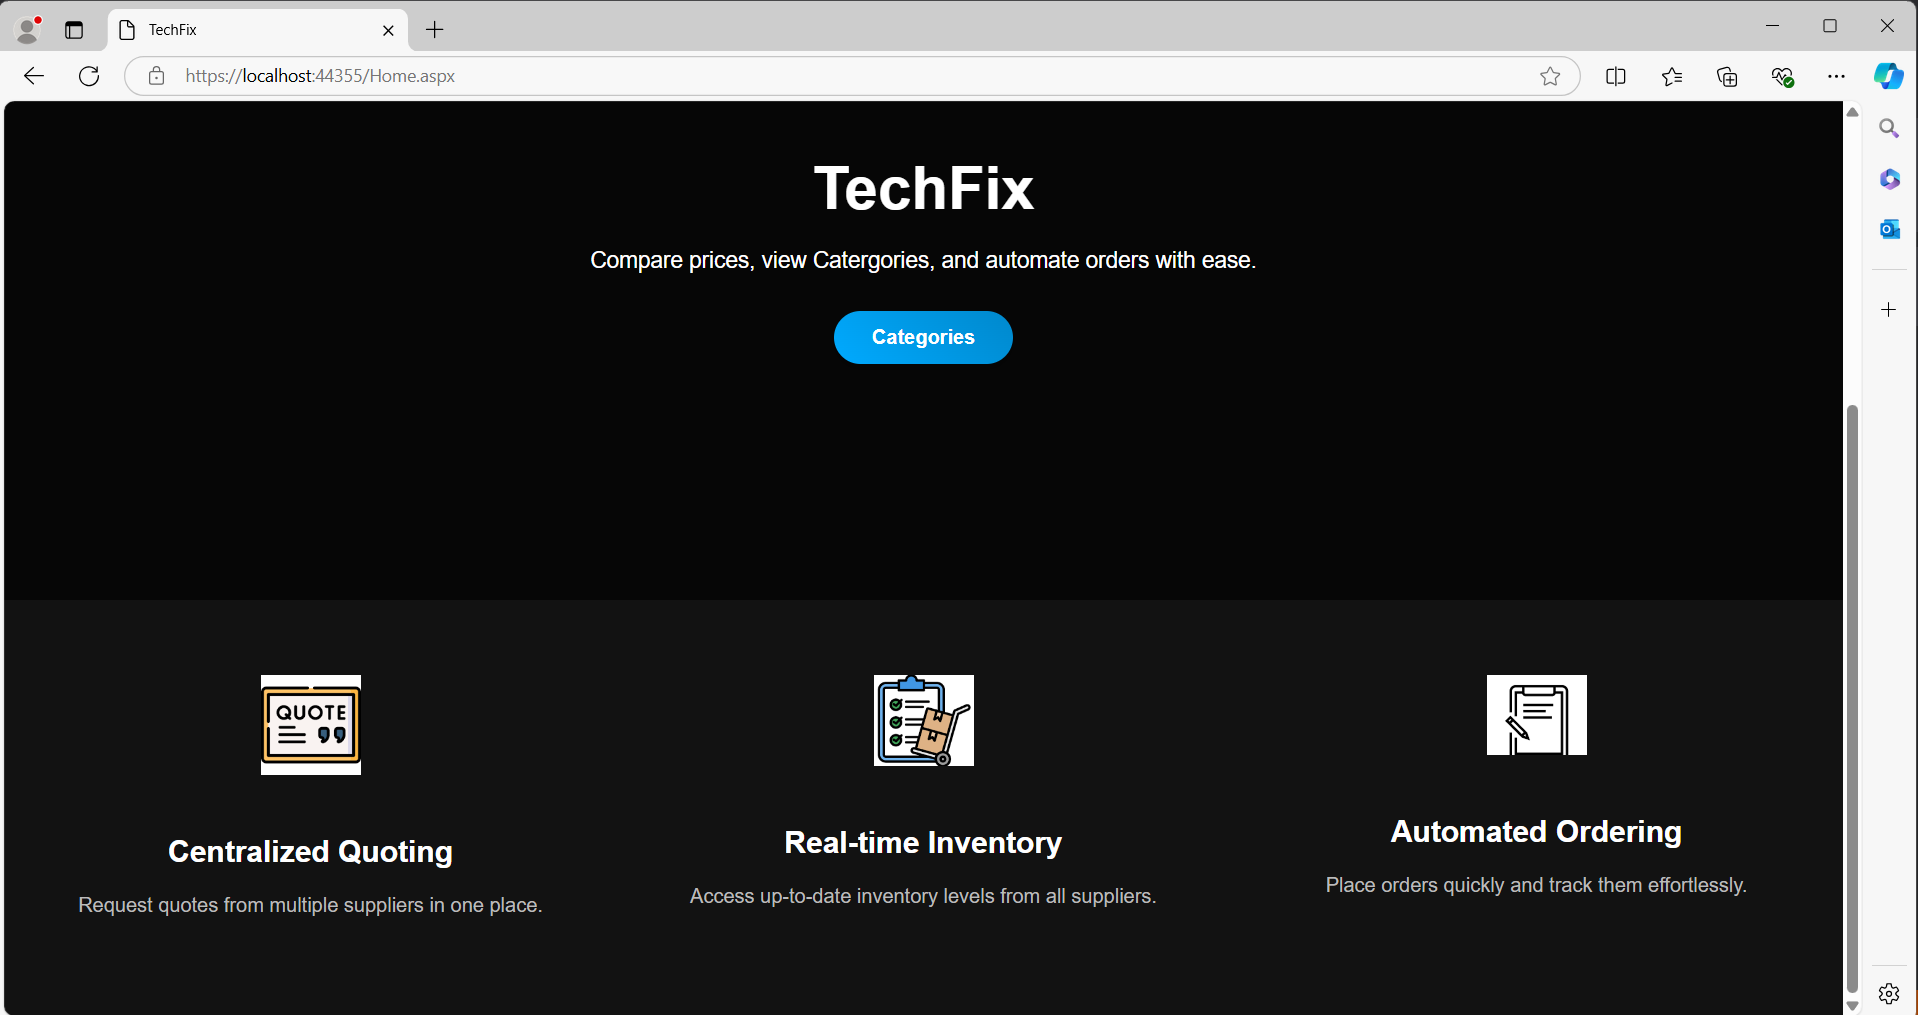 TechFix
https://localhost:44355/Home.aspx
TechFix
Compare prices, view Catergories, and automate orders with ease.
Categories
QUOTE
Centralized Quoting
Request quotes from multiple suppliers in one place.
Real-time Inventory
Access up-to-date inventory levels from all suppliers.
Automated Ordering
Place orders quickly and track them effortlessly.